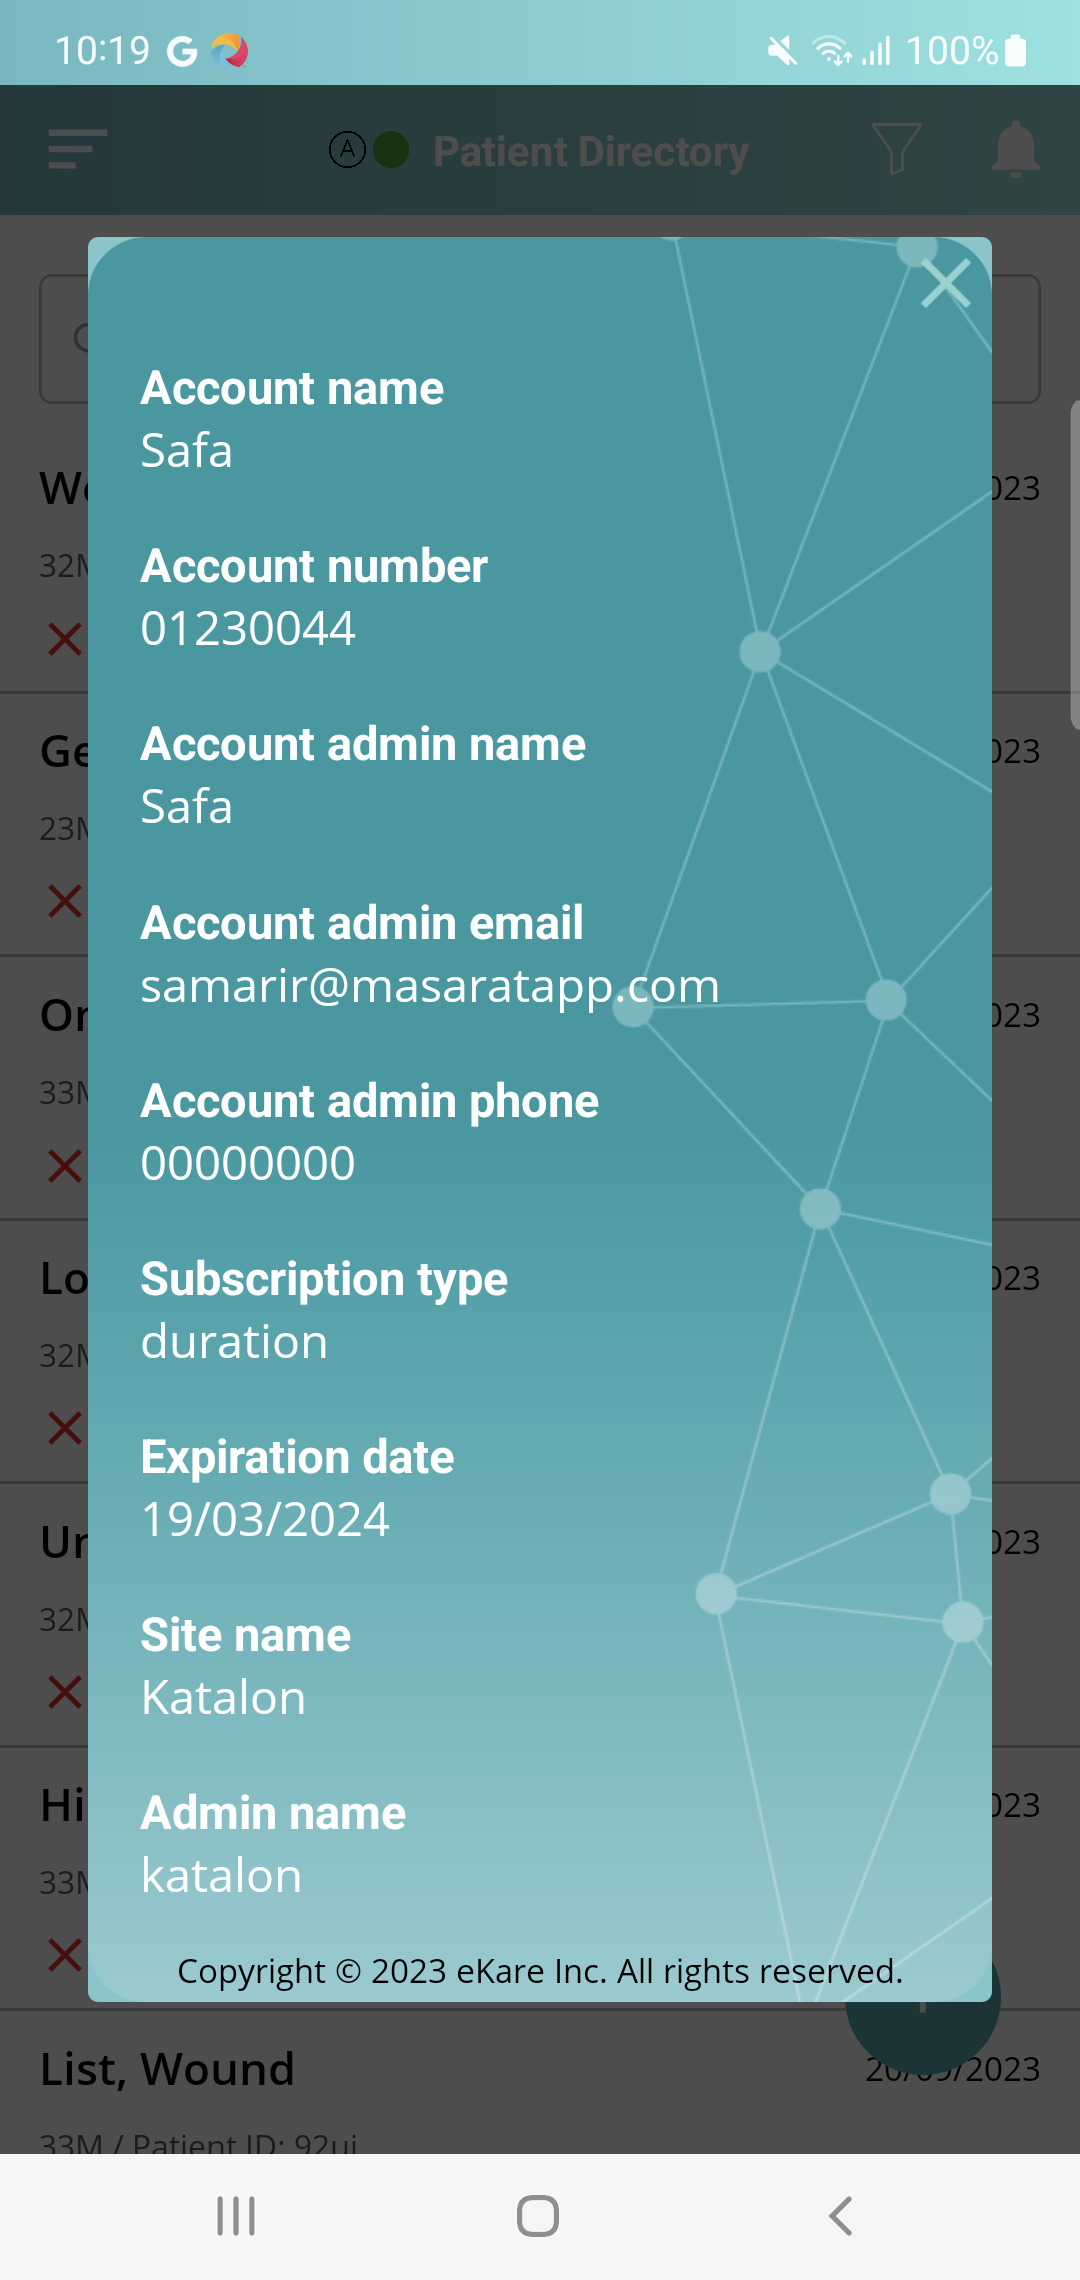 10:19 G 100%
A Patient Directory
Account name
Safa
Account number
01230044
Account admin name
Safa
Account admin email
samarir@masaratapp.com
Account admin phone
00000000
Subscription type
duration
Expiration date
19/03/2024
Site name
Katalon
Admin name
katalon
Copyright © 2023 eKare Inc. All rights reserved.
List, Wound
33M / Patient ID: 92ui